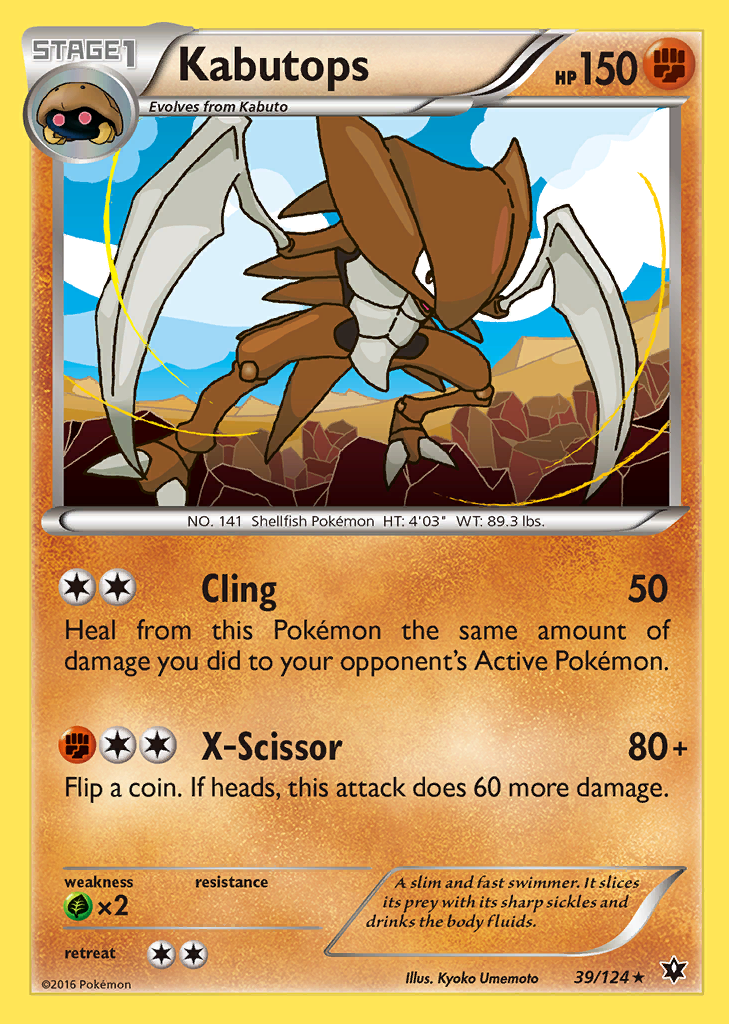 STAGE1
Kabutops
HP 150
Evolves from Kabuto
NO. 141 Shellfish Pokémon HT: 4'03" WT: 89.3 lbs.
Cling 50
Heal from this Pokémon the same amount of
damage you did to your opponent's Active Pokémon.
X-Scissor 80+
Flip a coin. If heads, this attack does 60 more damage.
weakness resistance
×2
retreat
A slim and fast swimmer. It slices
its prey with its sharp sickles and
drinks the body fluids.
©2016 Pokémon
Illus. Kyoko Umemoto 39/124 ★